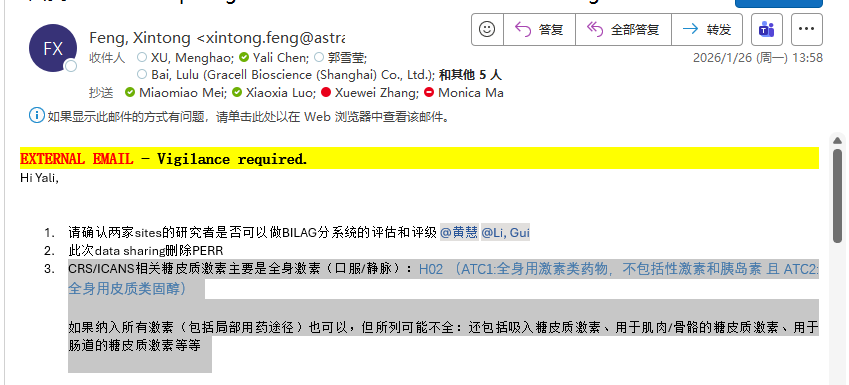 FX
Feng, Xintong <xintong.feng@astra
答复
全部答复
转发
收件人 XU, Menghao; Yali Chen; 郭雪莹;
2026/1/26 (周一) 13:58
Bai, Lulu (Gracell Bioscience (Shanghai) Co., Ltd.); 和其他 5 人
抄送 Miaomiao Mei; Xiaoxia Luo; Xuewei Zhang; Monica Ma
如果显示此邮件的方式有问题，请单击此处以在 Web 浏览器中查看该邮件。
EXTERNAL EMAIL – Vigilance required.
Hi Yali,
1. 请确认两家sites的研究者是否可以做BILAG分系统的评估和评级 @黄慧 @Li, Gui
2. 此次data sharing删除PERR
3. CRS/ICANS相关糖皮质激素主要是全身激素（口服/静脉）：H02 （ATC1:全身用激素类药物，不包括性激素和胰岛素 且 ATC2:
全身用皮质类固醇）
如果纳入所有激素（包括局部用药途径）也可以，但所列可能不全：还包括吸入糖皮质激素、用于肌肉/骨骼的糖皮质激素、用于
肠道的糖皮质激素等等